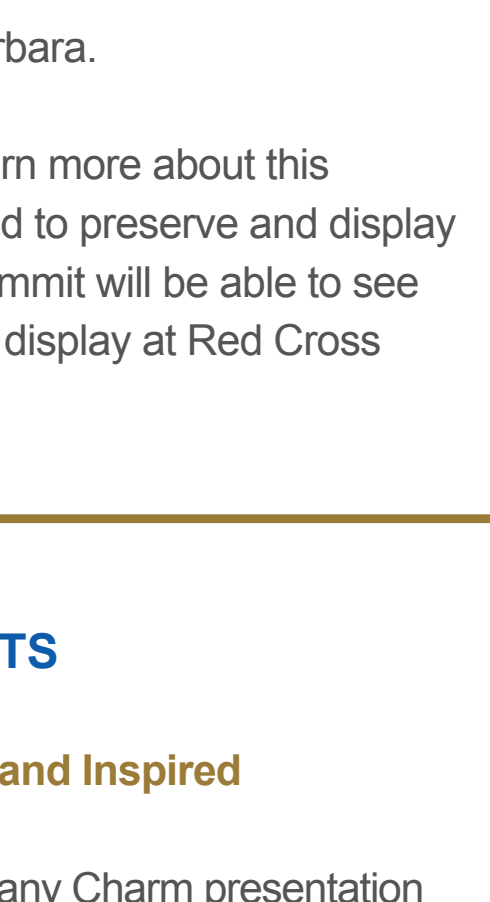 rbara.
rn more about this
d to preserve and display
mmit will be able to see
display at Red Cross
TS
and Inspired
any Charm presentation